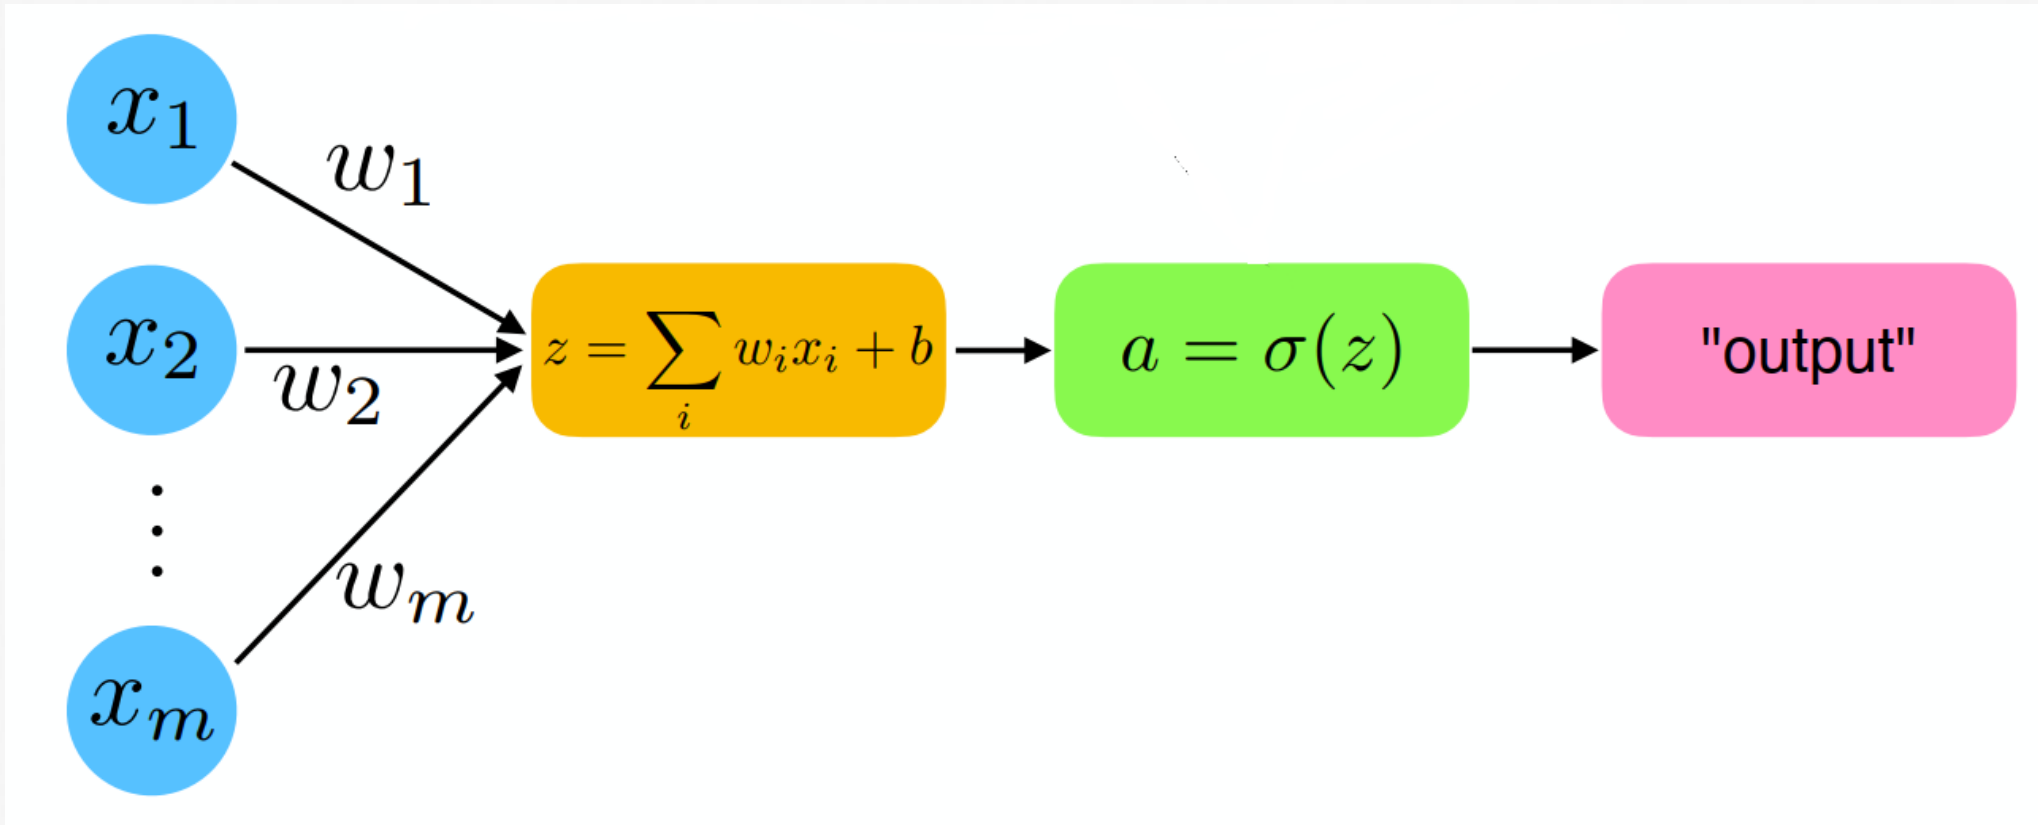 x₁
w₁
x₂
w₂
z = ∑ᵢ wᵢxᵢ + b
a = σ(z)
"output"
⋮
wₘ
xₘ